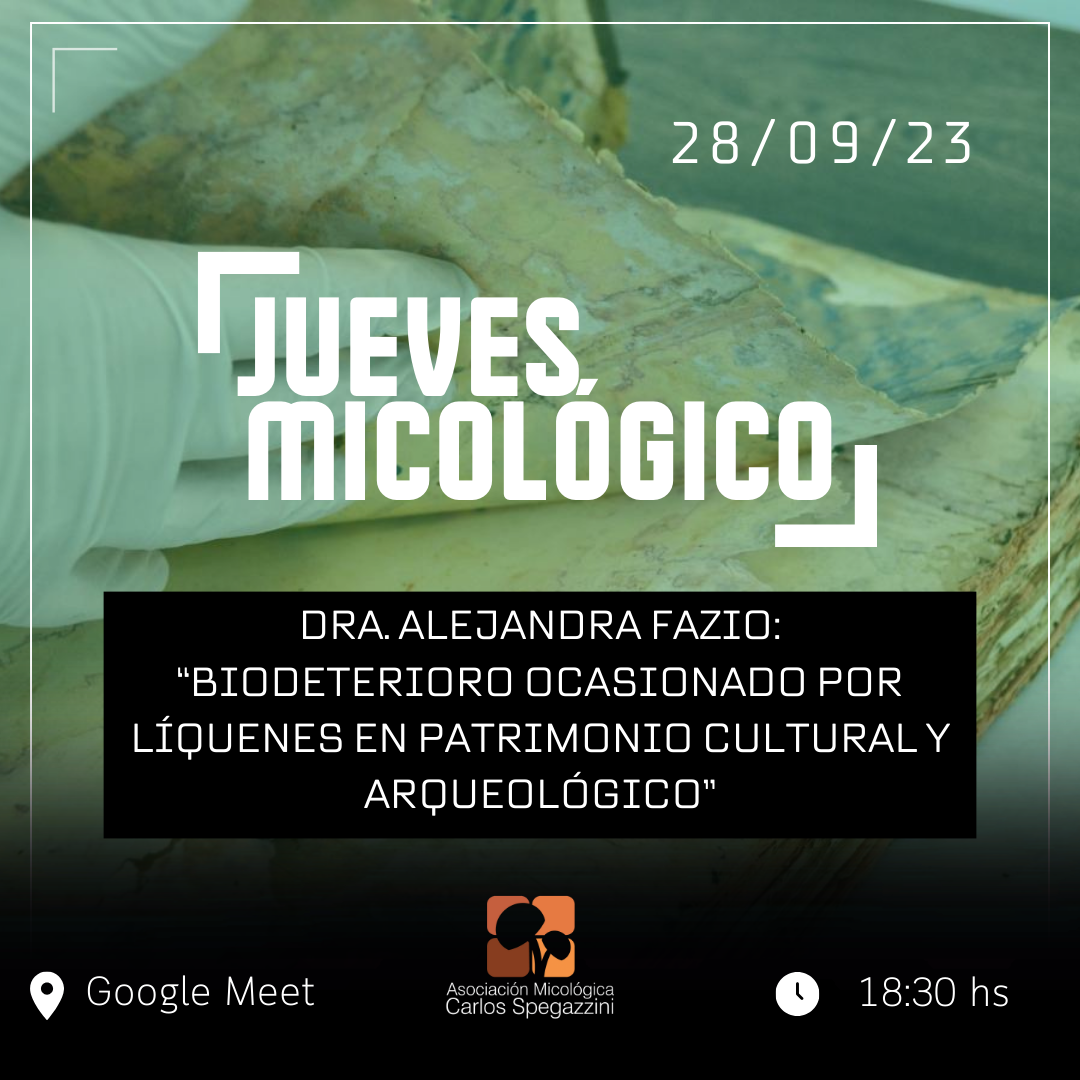 28/09/23
JUEVES
MICOLÓGICO
DRA. ALEJANDRA FAZIO:
“BIODETERIORO OCASIONADO POR
LÍQUENES EN PATRIMONIO CULTURAL Y
ARQUEOLÓGICO”
Google Meet
Asociación Micológica
Carlos Spegazzini
18:30 hs